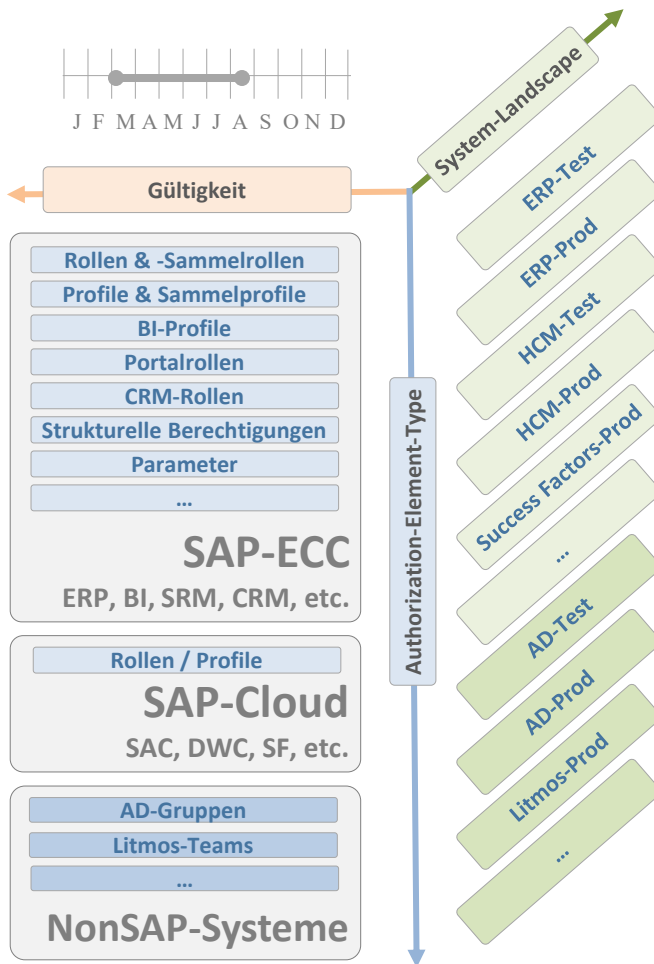 J F M A M J J A S O N D
System-Landscape
Gültigkeit
Rollen & -Sammelrollen
Profile & Sammelprofile
BI-Profile
Portalrollen
CRM-Rollen
Strukturelle Berechtigungen
Parameter
...
SAP-ECC
ERP, BI, SRM, CRM, etc.
Rollen / Profile
SAP-Cloud
SAC, DWC, SF, etc.
AD-Gruppen
Litmos-Teams
...
NonSAP-Systeme
Authorization-Element-Type
ERP-Test
ERP-Prod
HCM-Test
HCM-Prod
Success Factors-Prod
...
AD-Test
AD-Prod
Litmos-Prod
...